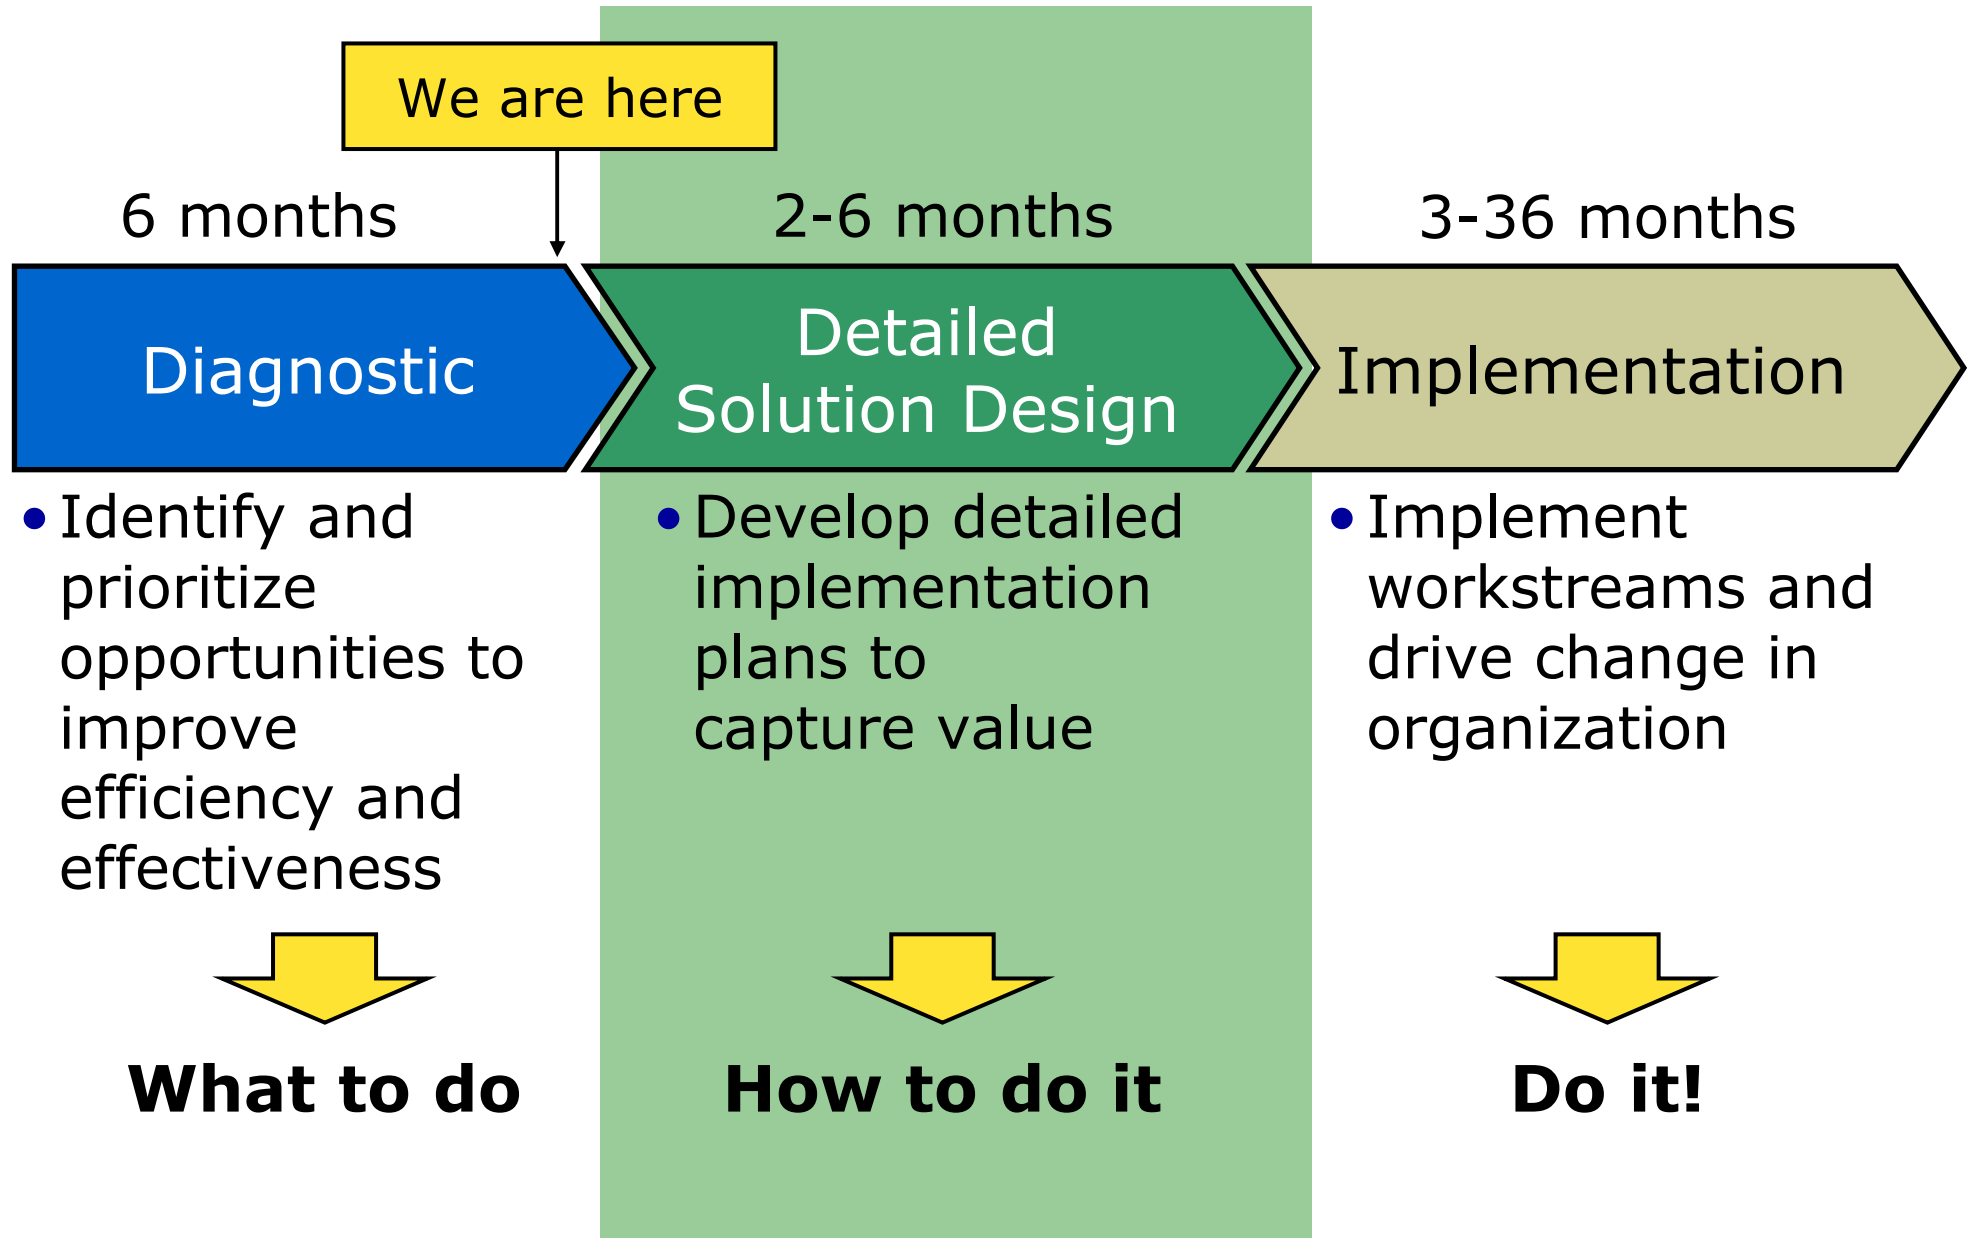 We are here
6 months
2-6 months
3-36 months
Diagnostic
Detailed
Solution Design
Implementation
• Identify and
prioritize
opportunities to
improve
efficiency and
effectiveness
• Develop detailed
implementation
plans to
capture value
• Implement
workstreams and
drive change in
organization
What to do
How to do it
Do it!